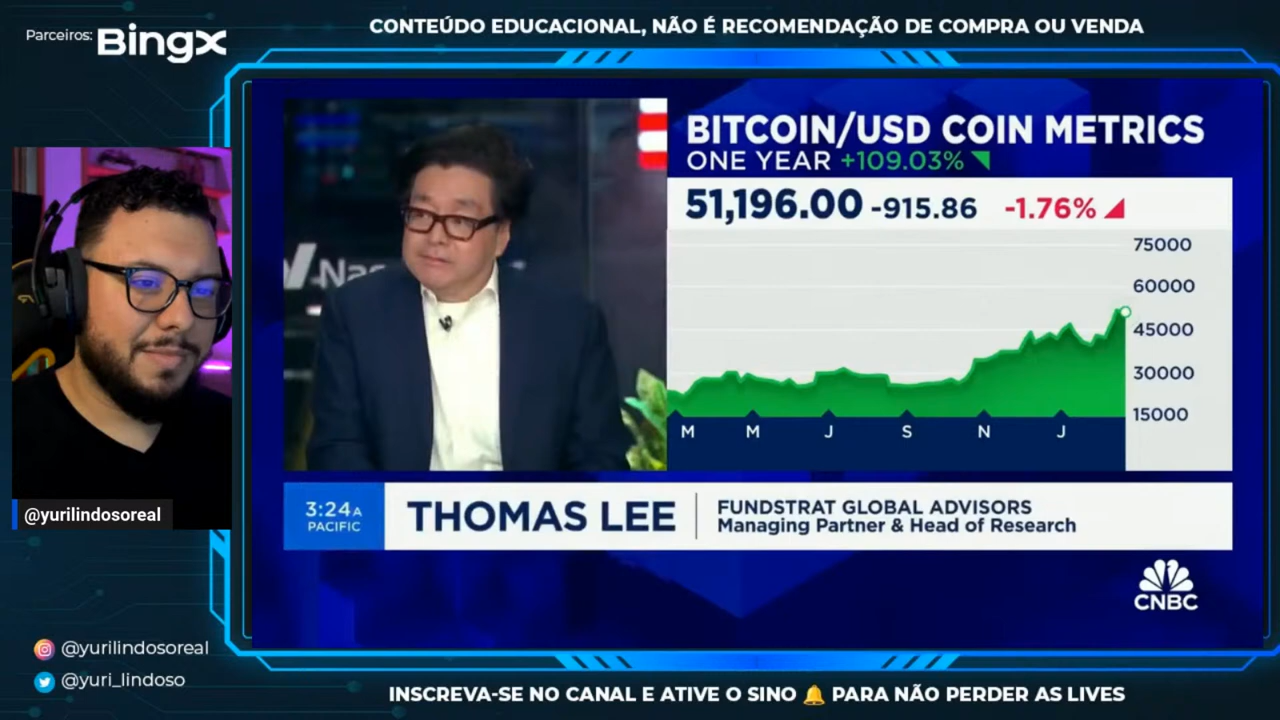 Parceiros: Bingx
CONTEÚDO EDUCACIONAL, NÃO É RECOMENDAÇÃO DE COMPRA OU VENDA
BITCOIN/USD COIN METRICS
ONE YEAR +109.03%
51,196.00 -915.86 -1.76%
75000
60000
45000
30000
15000
M M J S N J
Nas
@yurilindosoreal
3:24A
PACIFIC
THOMAS LEE
FUNDSTRAT GLOBAL ADVISORS
Managing Partner & Head of Research
CNBC
@yurilindosoreal
@yuri_lindoso
INSCREVA-SE NO CANAL E ATIVE O SINO 🔔 PARA NÃO PERDER AS LIVES